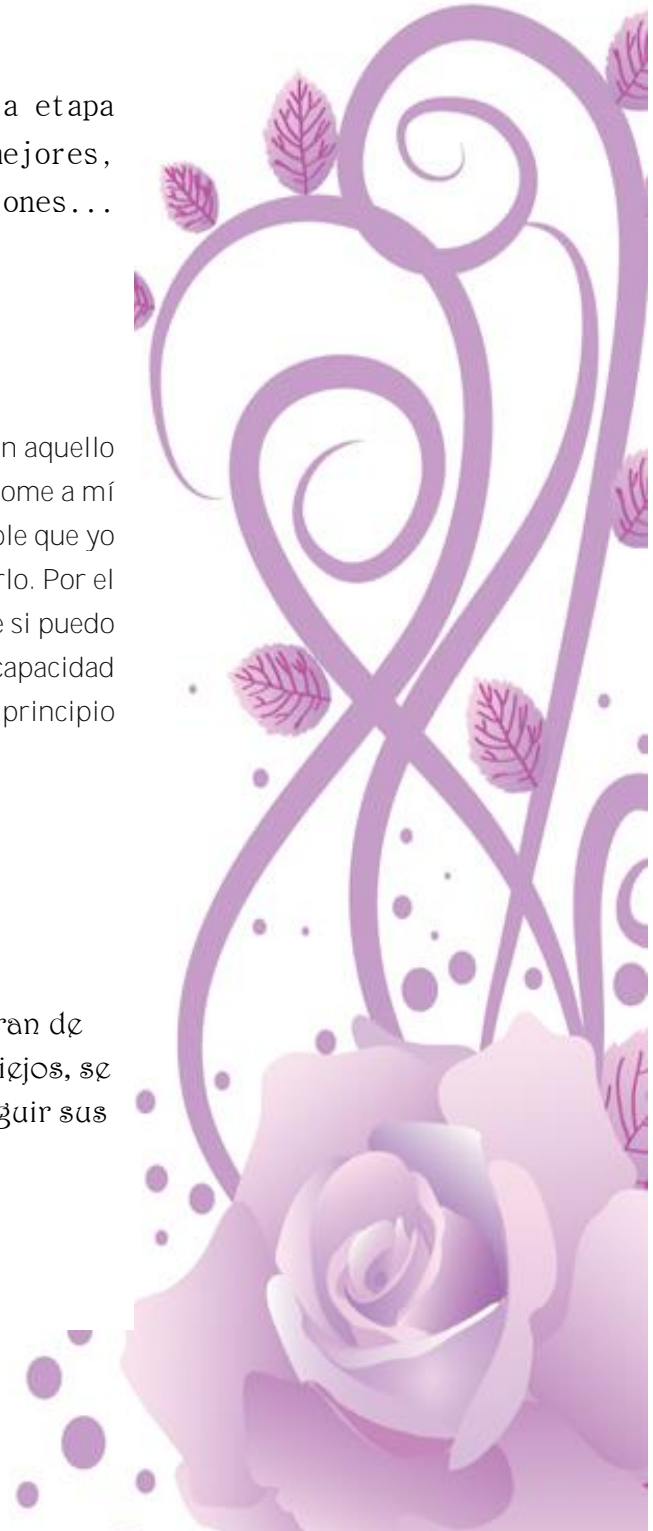 a etapa
ejores,
ones...
n aquello
ome a mí
ble que yo
rlo. Por el
e si puedo
capacidad
principio
ran de
iejos, se
guir sus